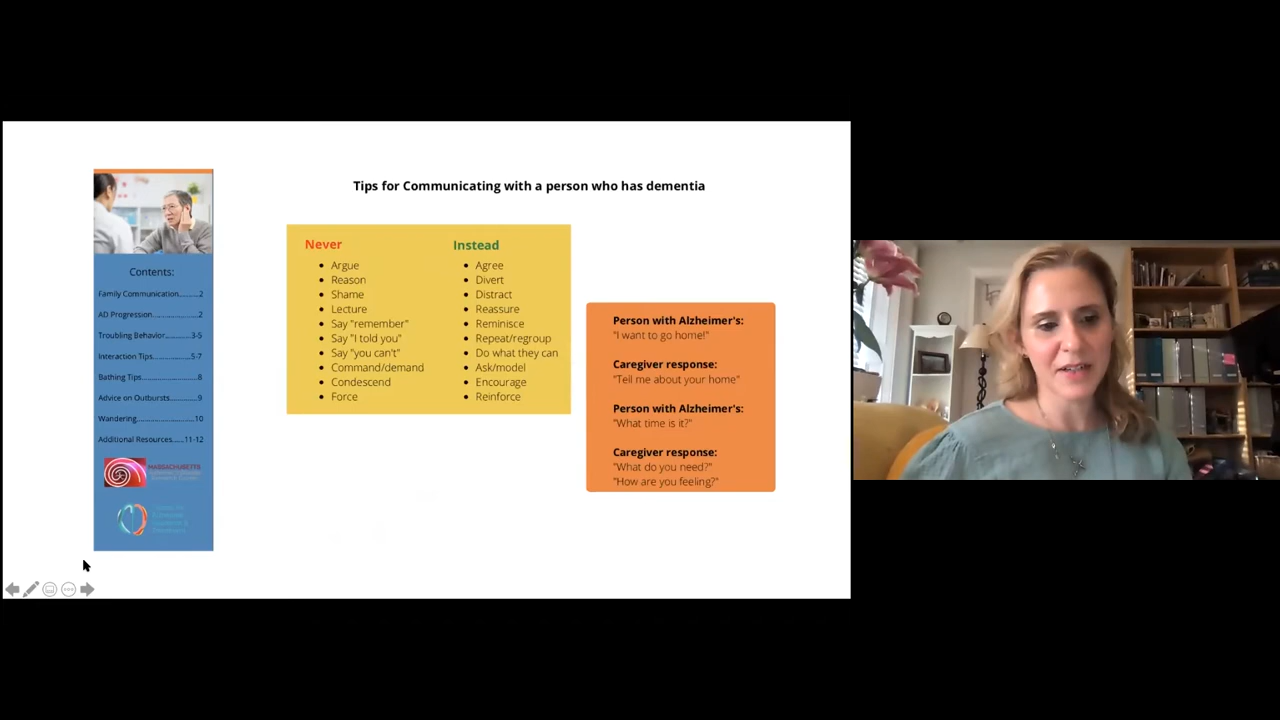 Tips for Communicating with a person who has dementia
Contents:
Family Communication..........2
AD Progression.......................2
Troubling Behavior.............3-5
Interaction Tips...................5-7
Bathing Tips...........................8
Advice on Outbursts.............9
Wandering.........................10
Additional Resources......11-12
MASSACHUSETTS
Never
Argue
Reason
Shame
Lecture
Say "remember"
Say "I told you"
Say "you can't"
Command/demand
Condescend
Force
Instead
Agree
Divert
Distract
Reassure
Reminisce
Repeat/regroup
Do what they can
Ask/model
Encourage
Reinforce
Person with Alzheimer's:
"I want to go home!"
Caregiver response:
"Tell me about your home"
Person with Alzheimer's:
"What time is it?"
Caregiver response:
"What do you need?"
"How are you feeling?"